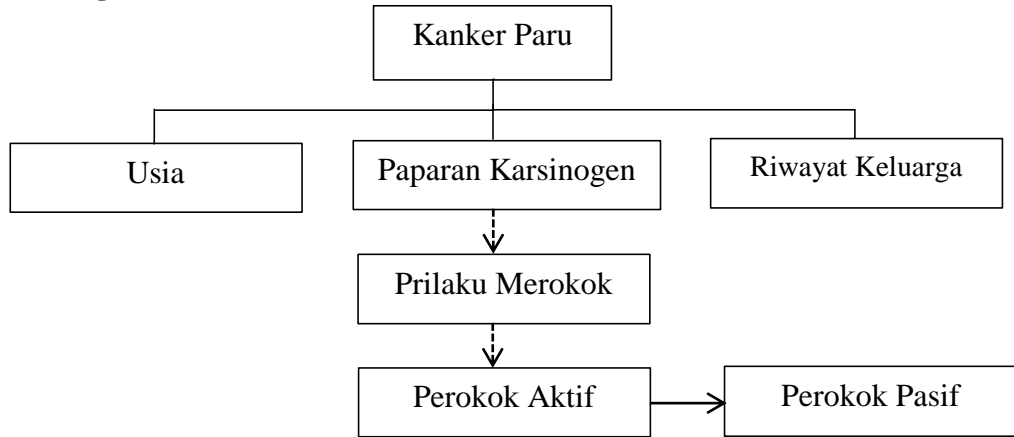 Kanker Paru
Usia
Paparan Karsinogen
Riwayat Keluarga
Prilaku Merokok
Perokok Aktif
Perokok Pasif